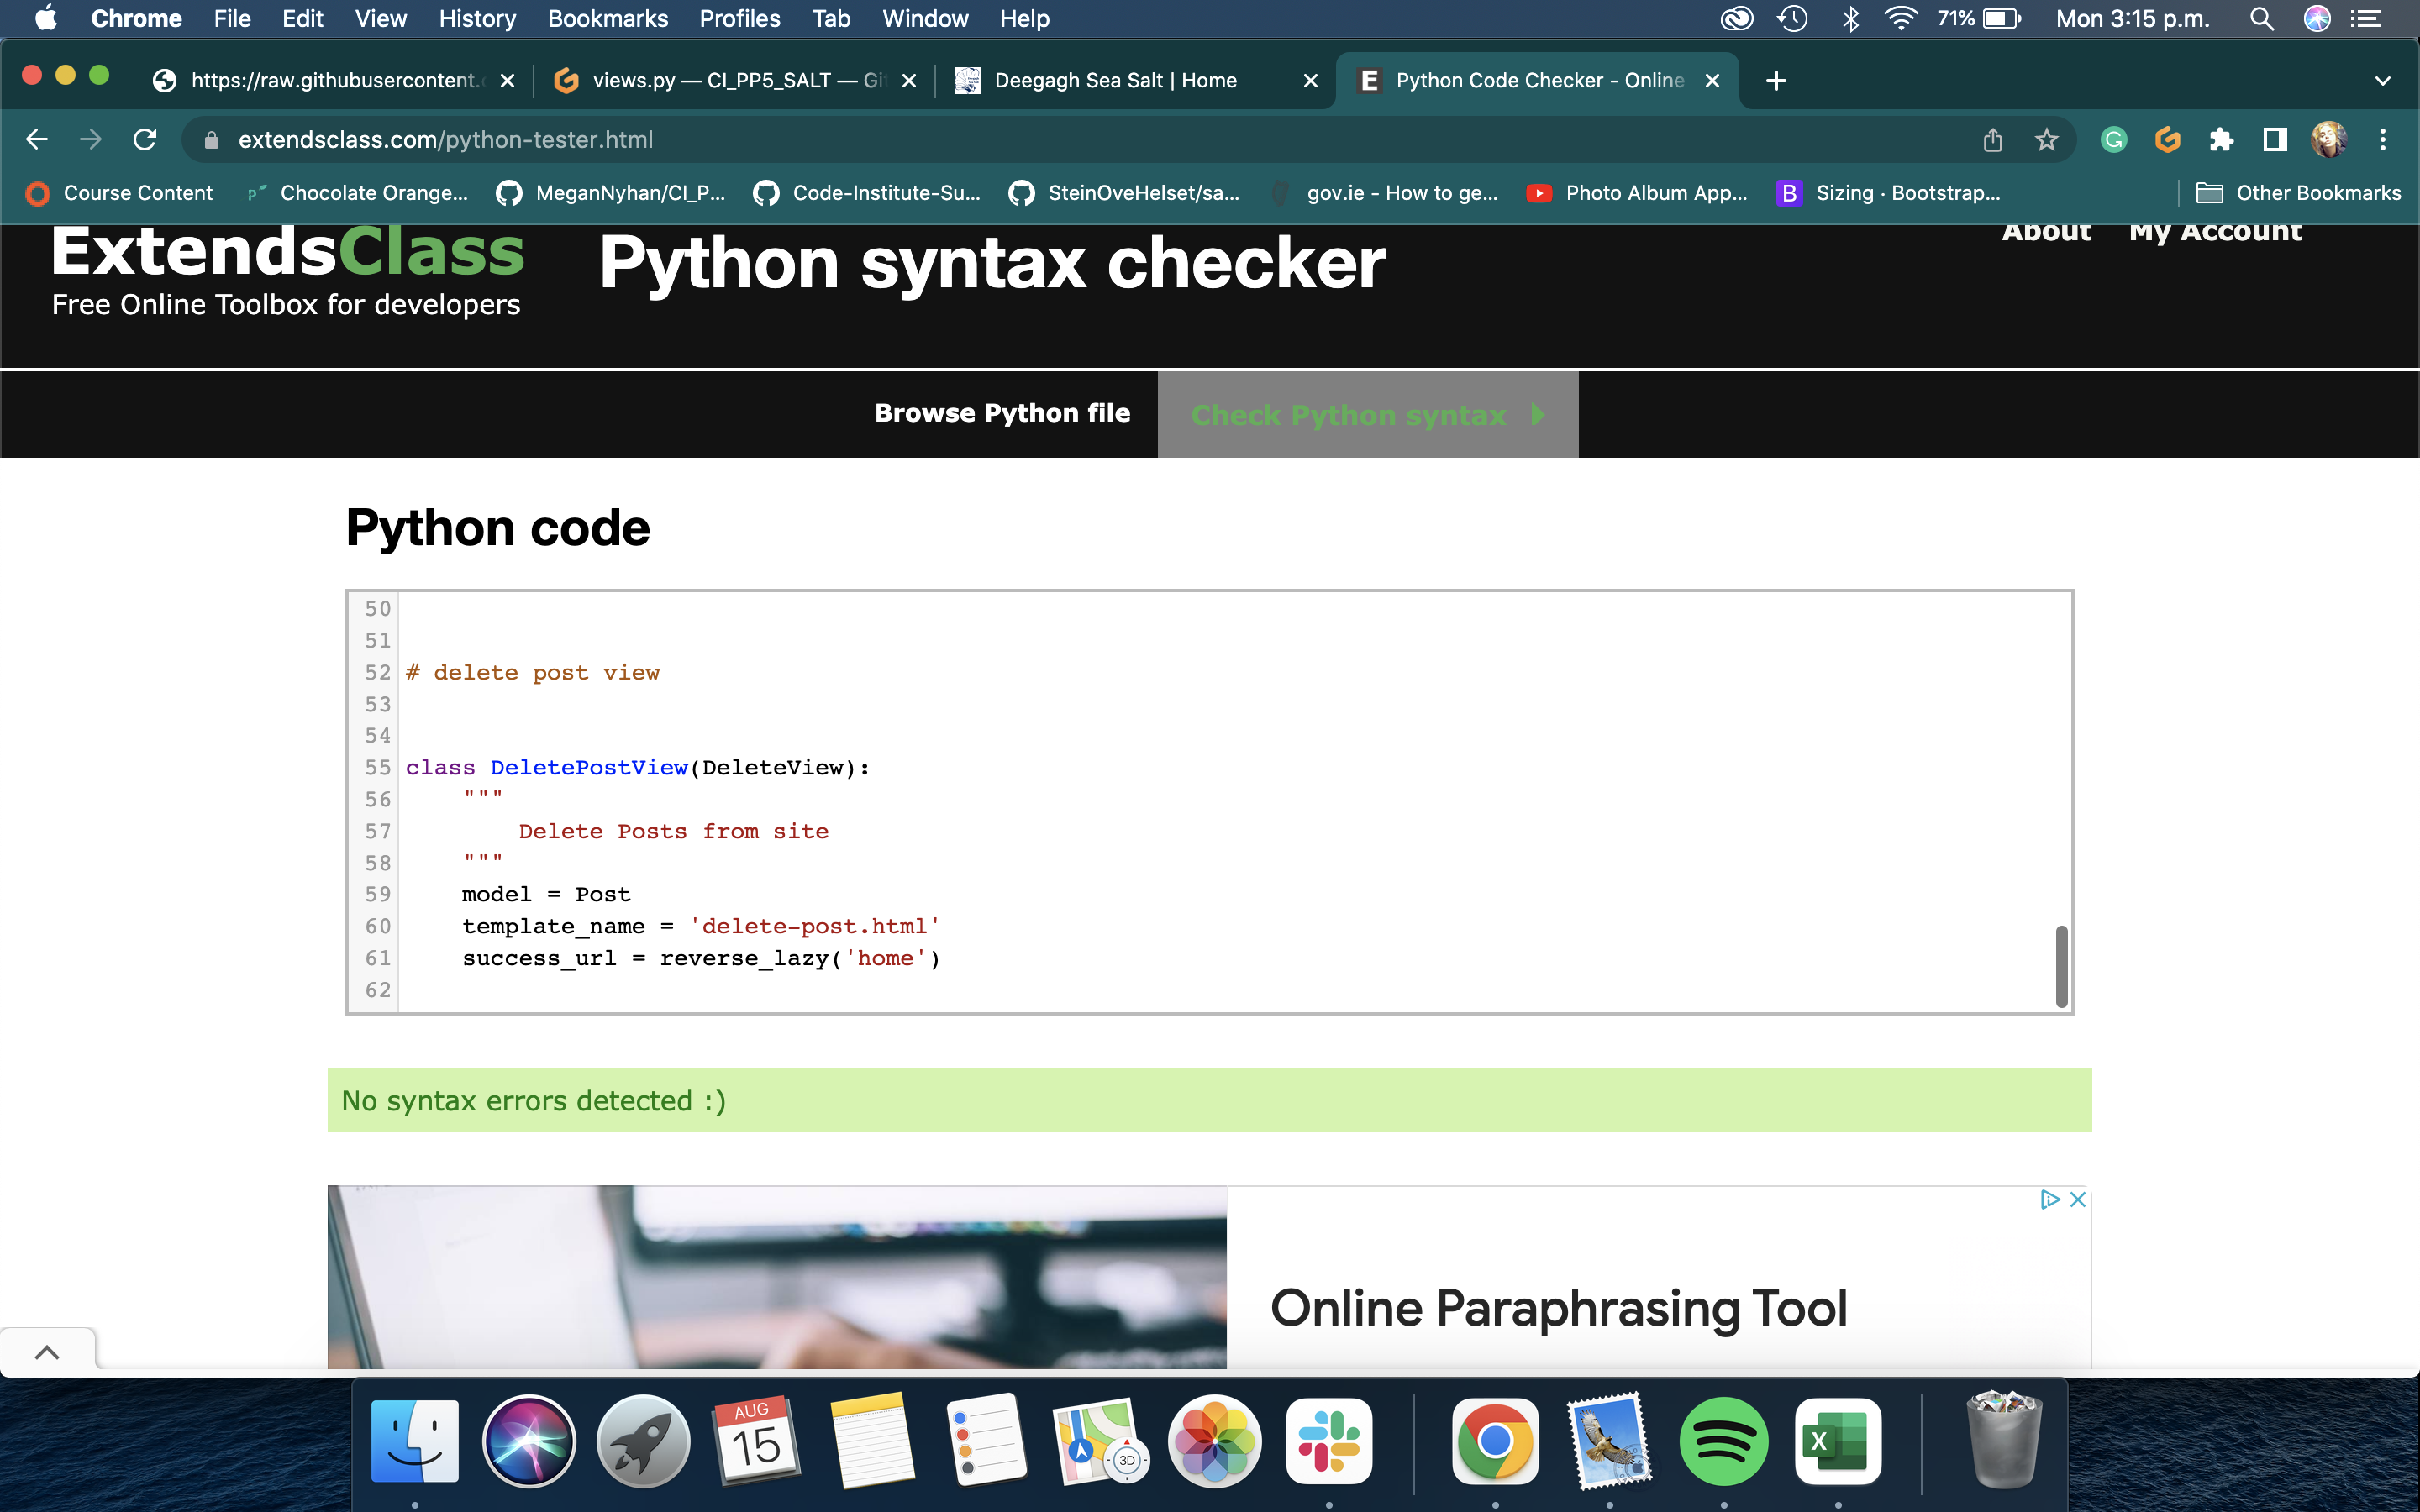 Chrome File Edit View History Bookmarks Profiles Tab Window Help 71% Mon 3:15 p.m.
https://raw.githubusercontent.c views.py — CI_PP5_SALT — Gi Deegagh Sea Salt | Home Python Code Checker - Online
extendsclass.com/python-tester.html
Course Content Chocolate Orange... MeganNyhan/CI_P... Code-Institute-Su... SteinOveHelset/sa... gov.ie - How to ge... Photo Album App... Sizing · Bootstrap... Other Bookmarks
ExtendsClass Python syntax checker About My Account
Free Online Toolbox for developers
Browse Python file Check Python syntax
Python code
50
51
52 # delete post view
53
54
55 class DeletePostView(DeleteView):
56 """
57 Delete Posts from site
58 """
59 model = Post
60 template_name = 'delete-post.html'
61 success_url = reverse_lazy('home')
62
No syntax errors detected :)
Online Paraphrasing Tool
AUG
15
3D
X